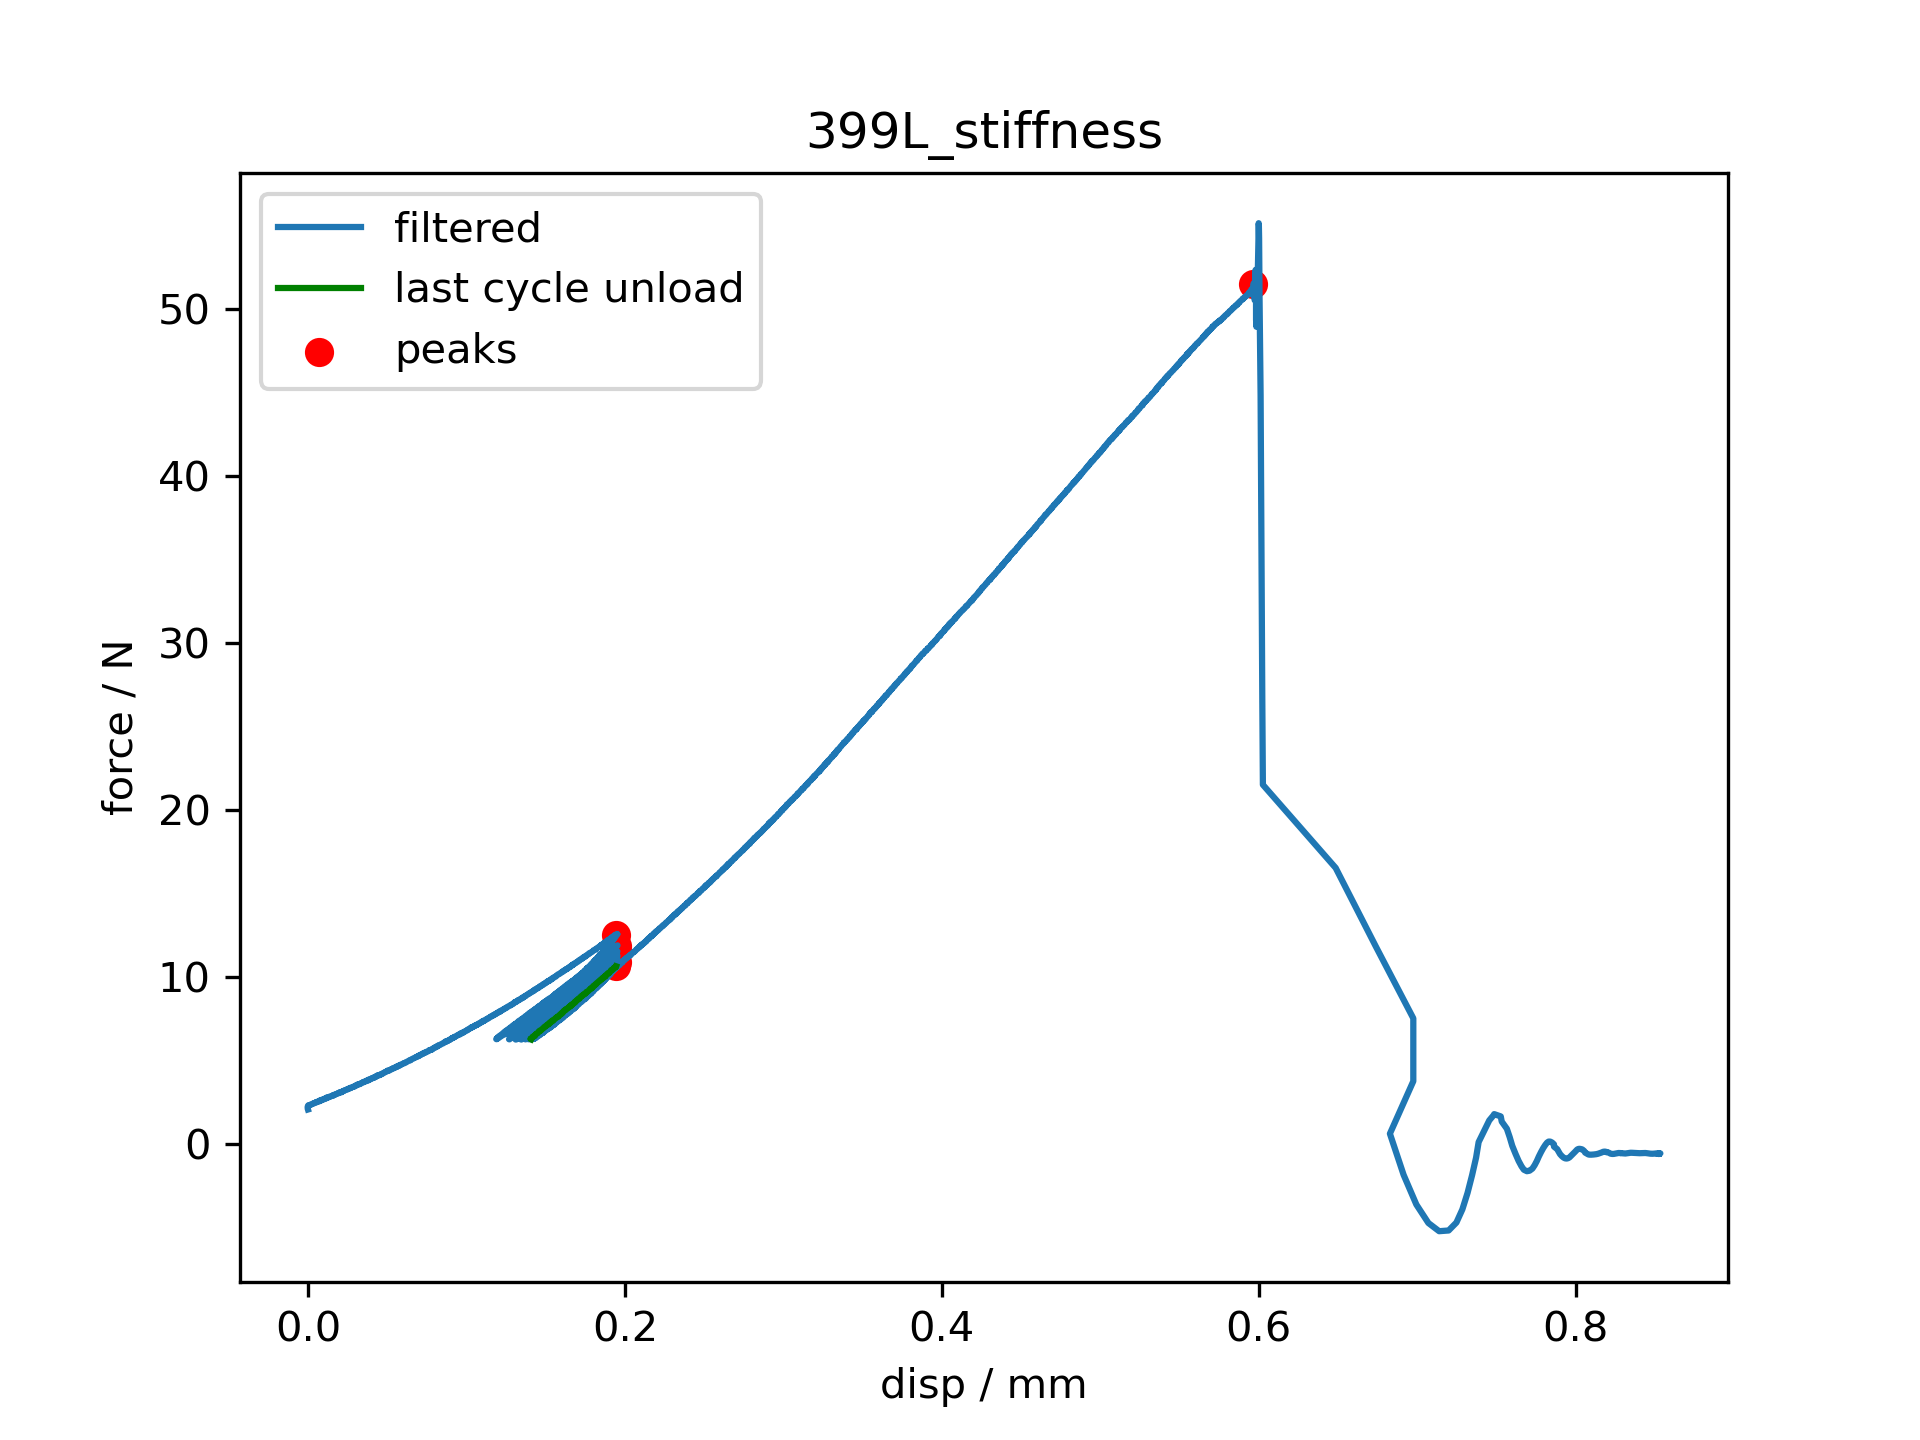 399L_stiffness
filtered
last cycle unload
peaks
50
40
30
20
10
0
force / N
0.0 0.2 0.4 0.6 0.8
disp / mm